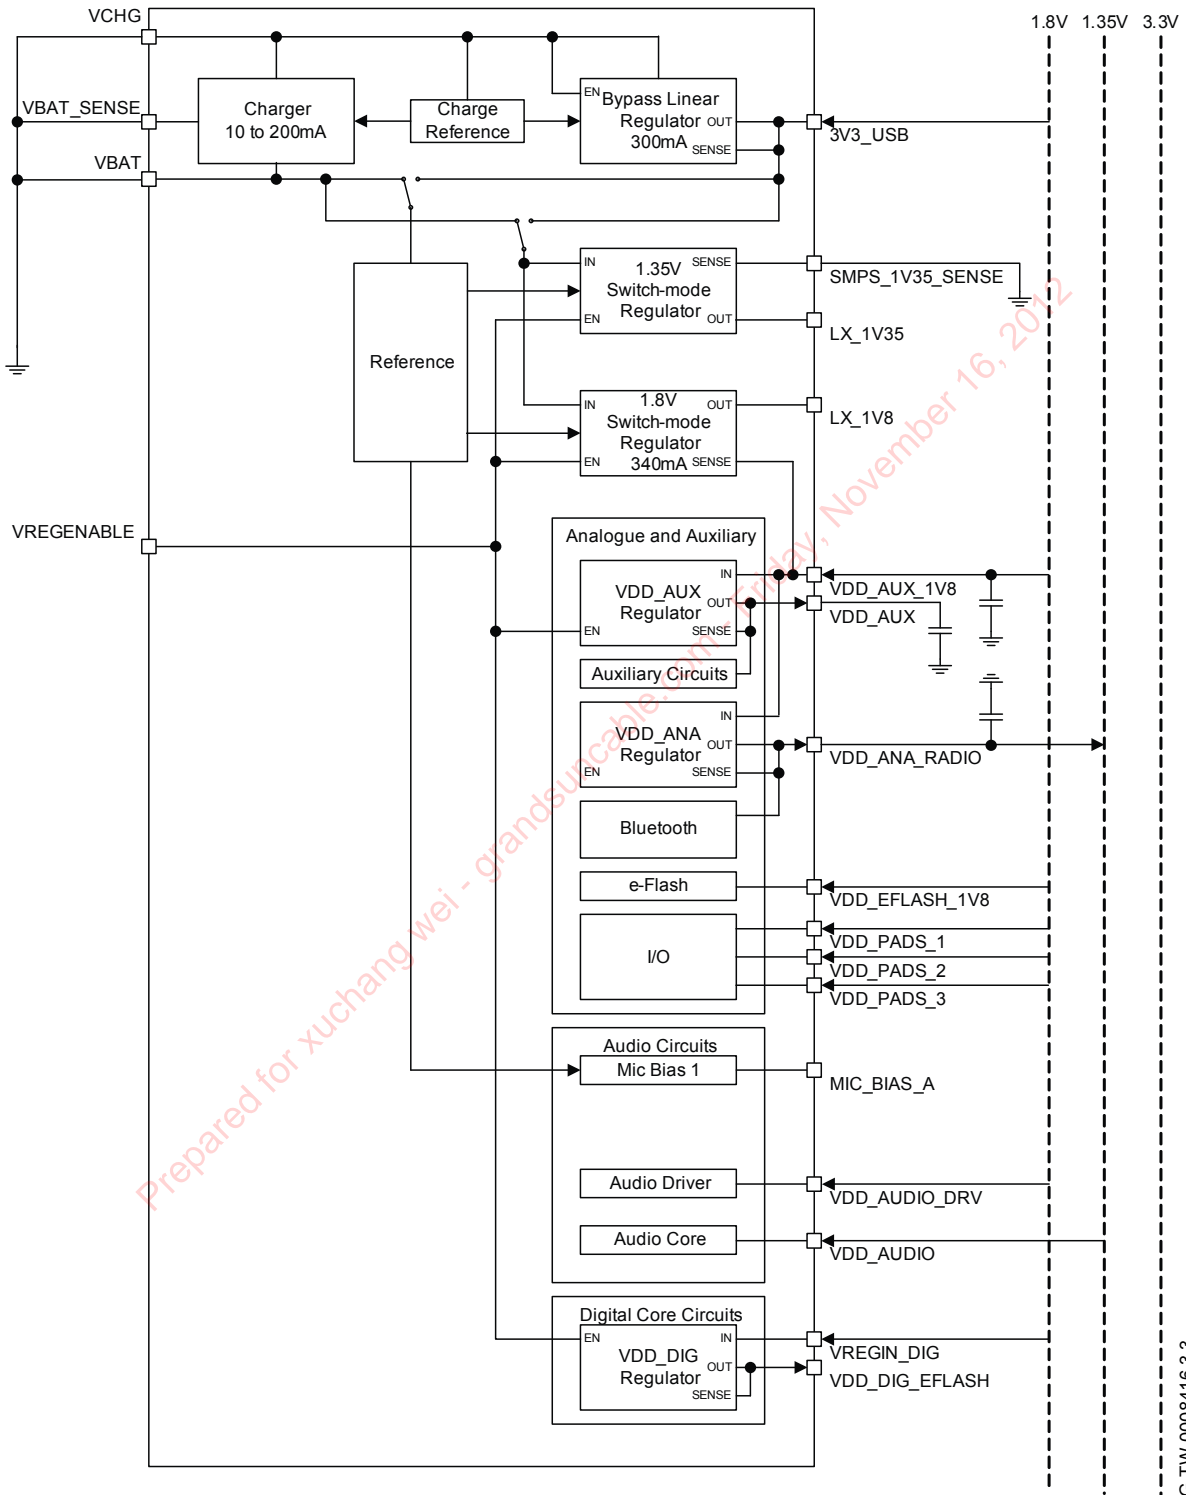 VCHG
1.8V 1.35V 3.3V
VBAT_SENSE
Charger
10 to 200mA
Charge
Reference
EN
Bypass Linear
Regulator
300mA
OUT
SENSE
3V3_USB
VBAT
IN
1.35V
Switch-mode
Regulator
SENSE
EN
OUT
SMPS_1V35_SENSE
LX_1V35
Reference
IN
1.8V
Switch-mode
Regulator
340mA
OUT
EN
SENSE
LX_1V8
VREGENABLE
Analogue and Auxiliary
VDD_AUX
Regulator
IN
OUT
SENSE
EN
VDD_AUX_1V8
VDD_AUX
Auxiliary Circuits
VDD_ANA
Regulator
IN
OUT
SENSE
EN
VDD_ANA_RADIO
Bluetooth
e-Flash
VDD_EFLASH_1V8
I/O
VDD_PADS_1
VDD_PADS_2
VDD_PADS_3
Audio Circuits
Mic Bias 1
MIC_BIAS_A
Audio Driver
VDD_AUDIO_DRV
Audio Core
VDD_AUDIO
Digital Core Circuits
EN
VDD_DIG
Regulator
IN
OUT
SENSE
VREGIN_DIG
VDD_DIG_EFLASH
Prepared for xuchang wei - grandsuncable.com - Friday, November 16, 2012